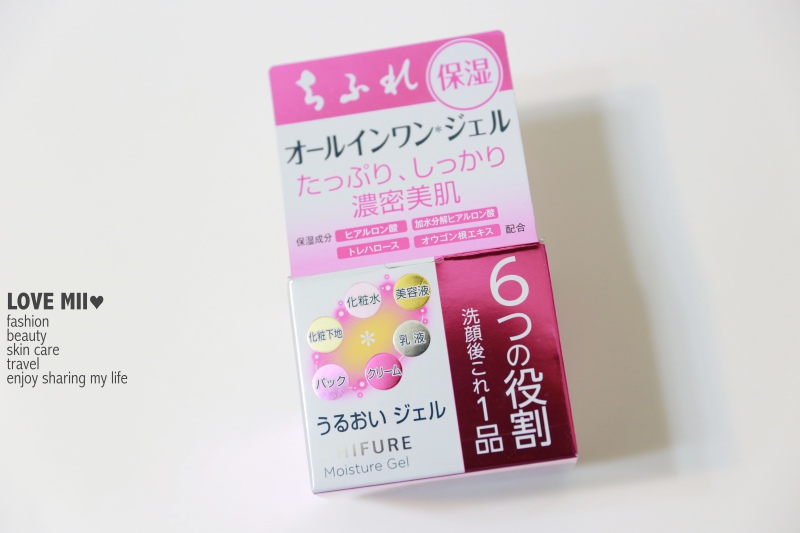 ちふれ
保湿
オールインワン*ジェル
たっぷり、しっかり
濃密美肌
保湿成分 ヒアルロン酸 加水分解ヒアルロン酸
トレハロース オウゴン根エキス 配合
化粧水
美容液
化粧下地
乳液
パック
クリーム
*
6つの役割
洗顔後これ1品
うるおい ジェル
HIFURE
Moisture Gel
LOVE MII♥
fashion
beauty
skin care
travel
enjoy sharing my life